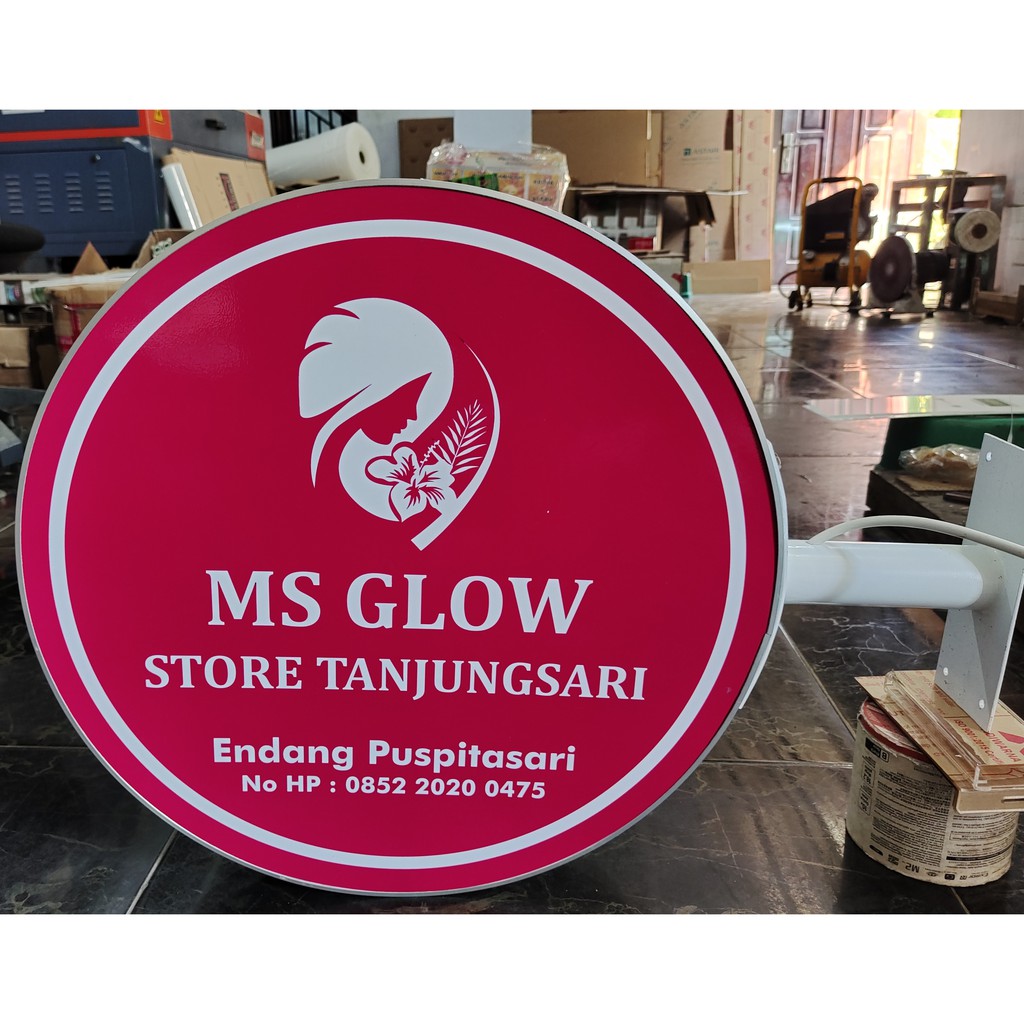 MS GLOW
STORE TANJUNGSARI
Endang Puspitasari
No HP : 0852 2020 0475